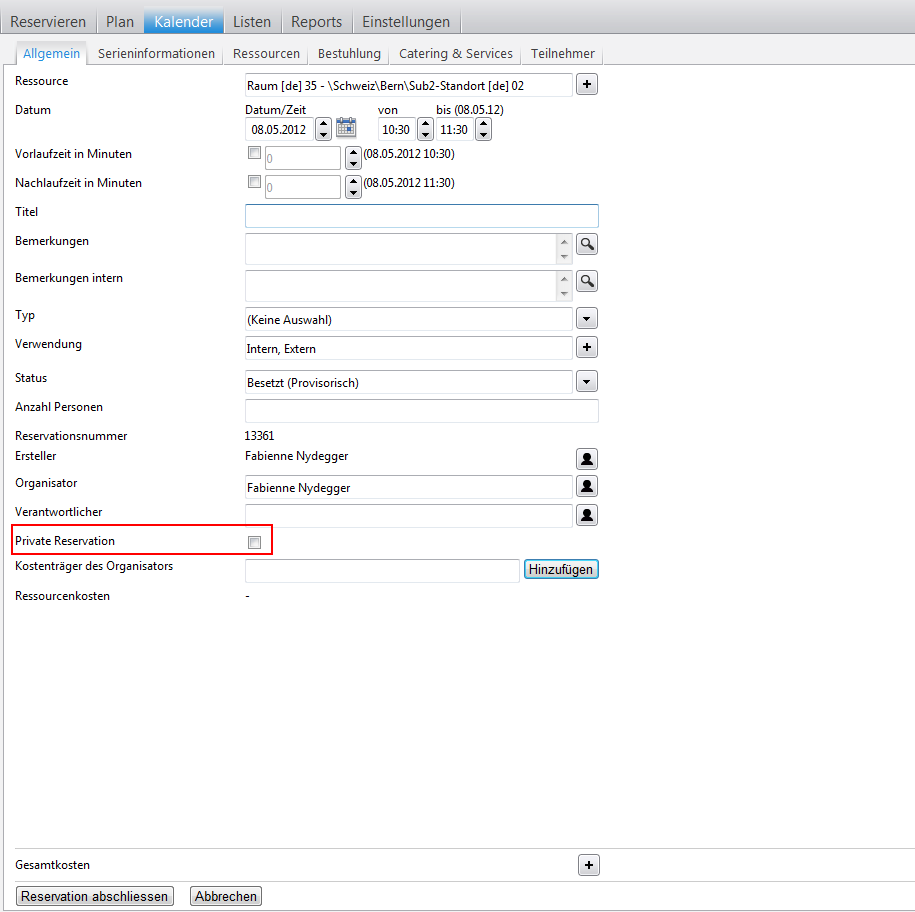 Reservieren Plan Kalender Listen Reports Einstellungen
Allgemein Serieninformationen Ressourcen Bestuhlung Catering & Services Teilnehmer
Ressource Raum [de] 35 - \Schweiz\Bern\Sub2-Standort [de] 02 +
Datum Datum/Zeit von bis (08.05.12)
08.05.2012 10:30 11:30
Vorlaufzeit in Minuten 0 (08.05.2012 10:30)
Nachlaufzeit in Minuten 0 (08.05.2012 11:30)
Titel
Bemerkungen
Bemerkungen intern
Typ (Keine Auswahl)
Verwendung Intern, Extern +
Status Besetzt (Provisorisch)
Anzahl Personen
Reservationsnummer 13361
Ersteller Fabienne Nydegger
Organisator Fabienne Nydegger
Verantwortlicher
Private Reservation
Kostenträger des Organisators Hinzufügen
Ressourcenkosten -
Gesamtkosten +
Reservation abschliessen Abbrechen